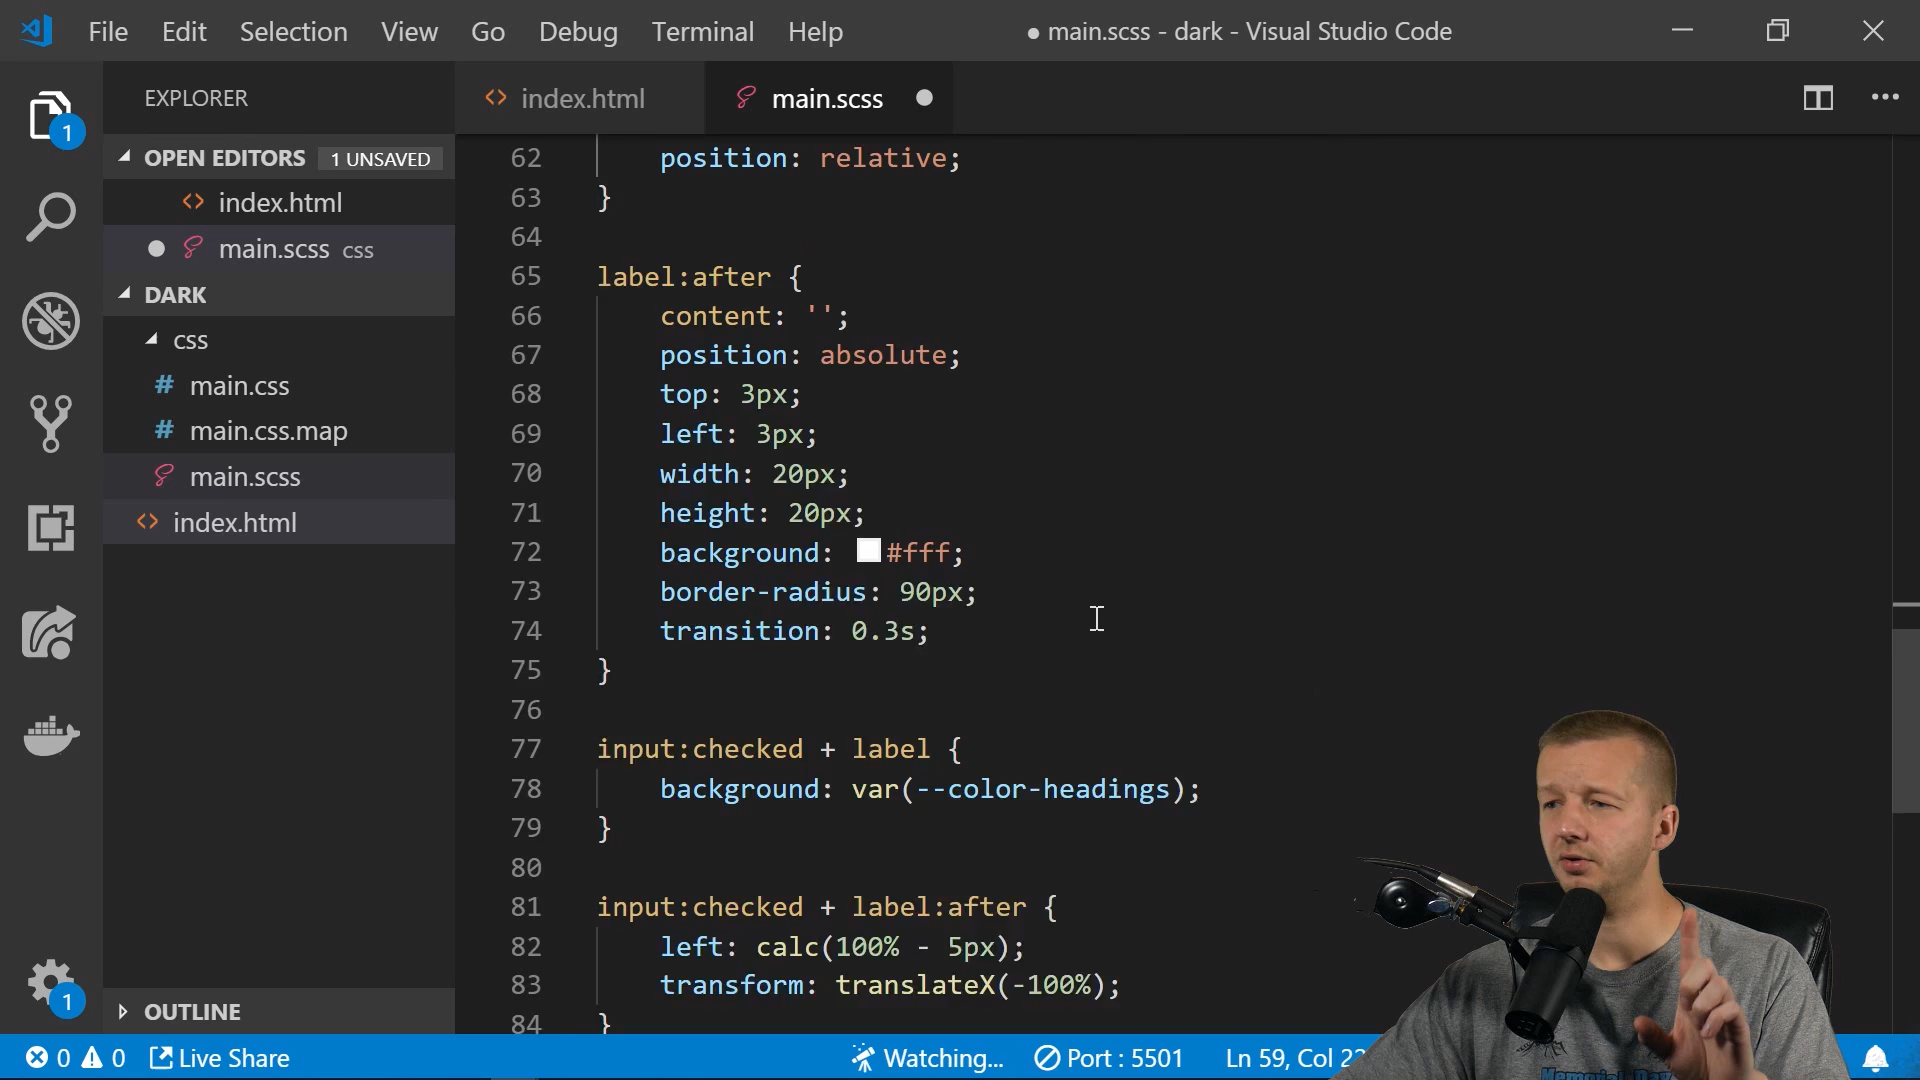 File Edit Selection View Go Debug Terminal Help
● main.scss - dark - Visual Studio Code
EXPLORER
index.html
main.scss
1
OPEN EDITORS 1 UNSAVED
index.html
main.scss css
DARK
css
# main.css
# main.css.map
main.scss
index.html
OUTLINE
1
62 position: relative;
63 }
64
65 label:after {
66 content: '';
67 position: absolute;
68 top: 3px;
69 left: 3px;
70 width: 20px;
71 height: 20px;
72 background: #fff;
73 border-radius: 90px;
74 transition: 0.3s;
75 }
76
77 input:checked + label {
78 background: var(--color-headings);
79 }
80
81 input:checked + label:after {
82 left: calc(100% - 5px);
83 transform: translateX(-100%);
84 }
0 0 Live Share Watching... Port : 5501 Ln 59, Col
Memorial Day